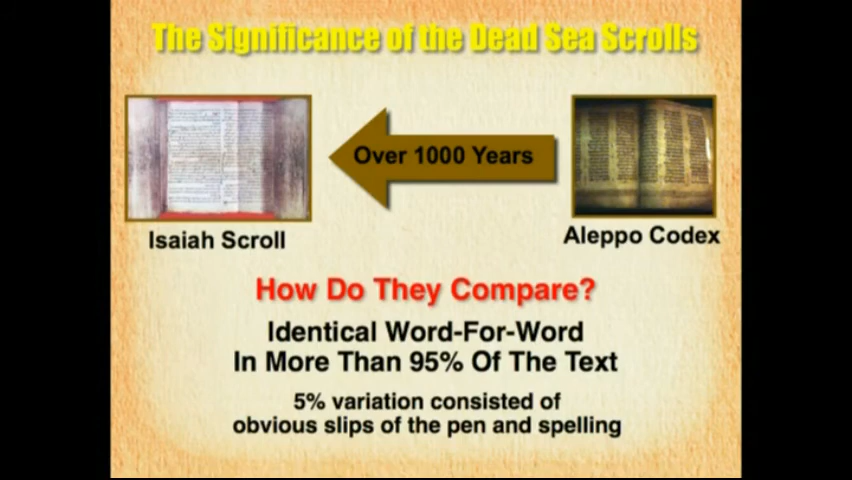 The Significance of the Dead Sea Scrolls
Over 1000 Years
Isaiah Scroll
Aleppo Codex
How Do They Compare?
Identical Word-For-Word
In More Than 95% Of The Text
5% variation consisted of
obvious slips of the pen and spelling